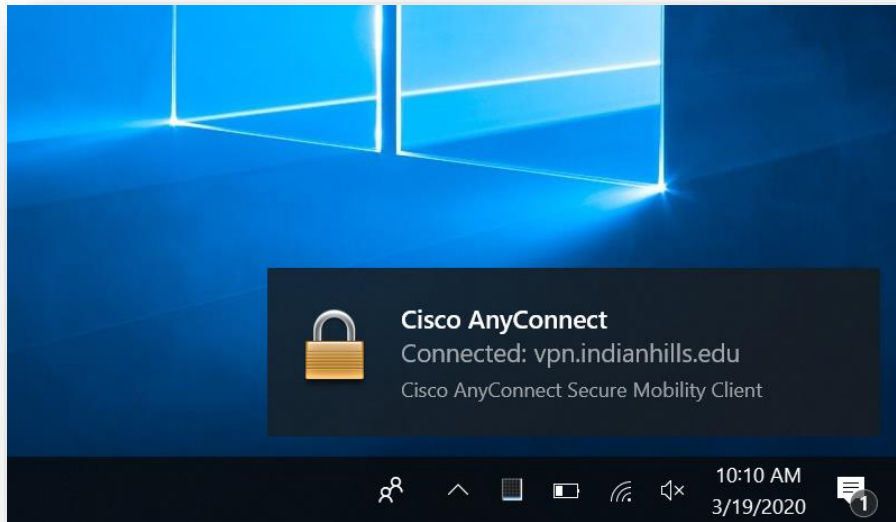 Cisco AnyConnect
Connected: vpn.indianhills.edu
Cisco AnyConnect Secure Mobility Client
10:10 AM
3/19/2020
1